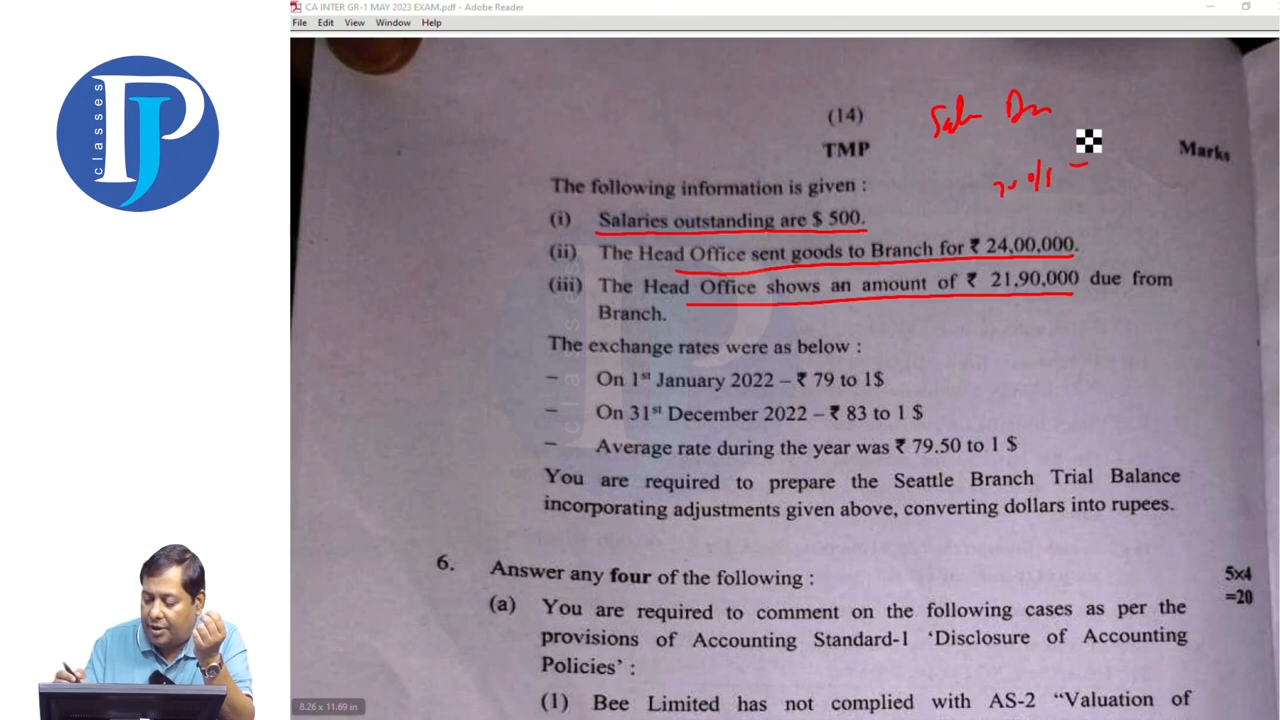 CA INTER GR-1 MAY 2023 EXAM.pdf - Adobe Reader
File Edit View Window Help
classes PJ
(14)
TMP
Marks
The following information is given :
(i) Salaries outstanding are $ 500.
(ii) The Head Office sent goods to Branch for ₹ 24,00,000.
(iii) The Head Office shows an amount of ₹ 21,90,000 due from
Branch.
The exchange rates were as below :
– On 1st January 2022 – ₹ 79 to 1$
– On 31st December 2022 – ₹ 83 to 1 $
– Average rate during the year was ₹ 79.50 to 1 $
You are required to prepare the Seattle Branch Trial Balance
incorporating adjustments given above, converting dollars into rupees.
6. Answer any four of the following :
5×4
=20
(a) You are required to comment on the following cases as per the
provisions of Accounting Standard-1 'Disclosure of Accounting
Policies' :
(1) Bee Limited has not complied with AS-2 "Valuation of
8.26 x 11.69 in